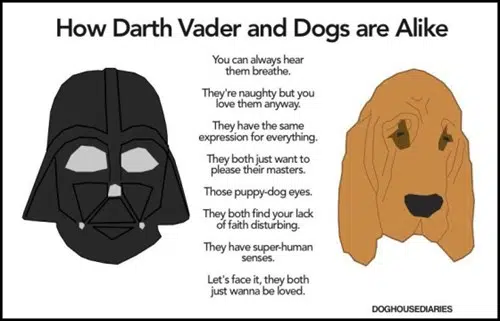 How Darth Vader and Dogs are Alike
You can always hear
them breathe.
They're naughty but you
love them anyway.
They have the same
expression for everything.
They both just want to
please their masters.
Those puppy-dog eyes.
They both find your lack
of faith disturbing.
They have super-human
senses.
Let's face it, they both
just wanna be loved.
DOGHOUSEDIARIES